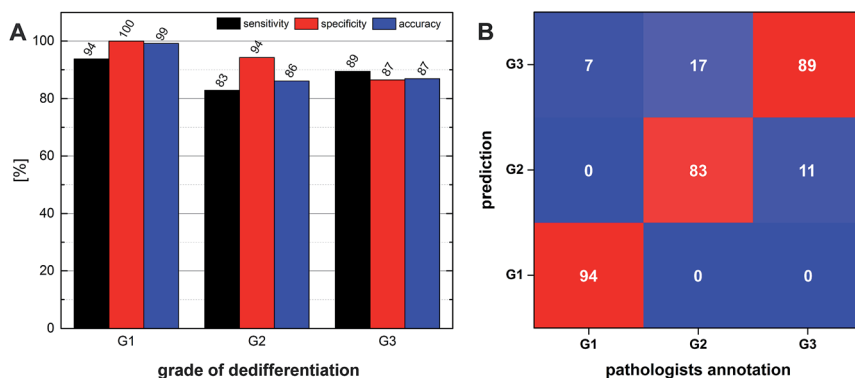 A
sensitivity specificity accuracy
100
80
60
40
20
0
[%]
94 100 99
83 94 86
89 87 87
G1 G2 G3
grade of dedifferentiation
B
prediction
G3 7 17 89
G2 0 83 11
G1 94 0 0
G1 G2 G3
pathologists annotation